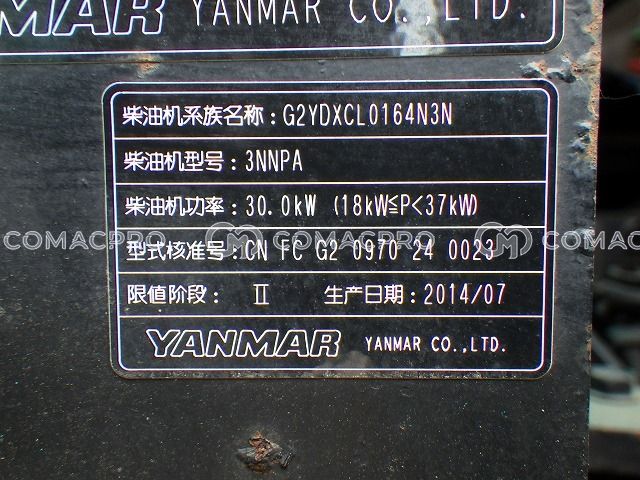 YANMAR YANMAR CO.,LTD.
柴油机系族名称:G2YDXCL0164N3N
柴油机型号:3NNPA
柴油机功率:30.0kW (18kW≦P<37kW)
COMACPRO COMACPRO COMACPRO
型式核准号:CN FC G2 0970 24 0023
限值阶段: Ⅱ 生产日期:2014/07
YANMAR YANMAR CO.,LTD.